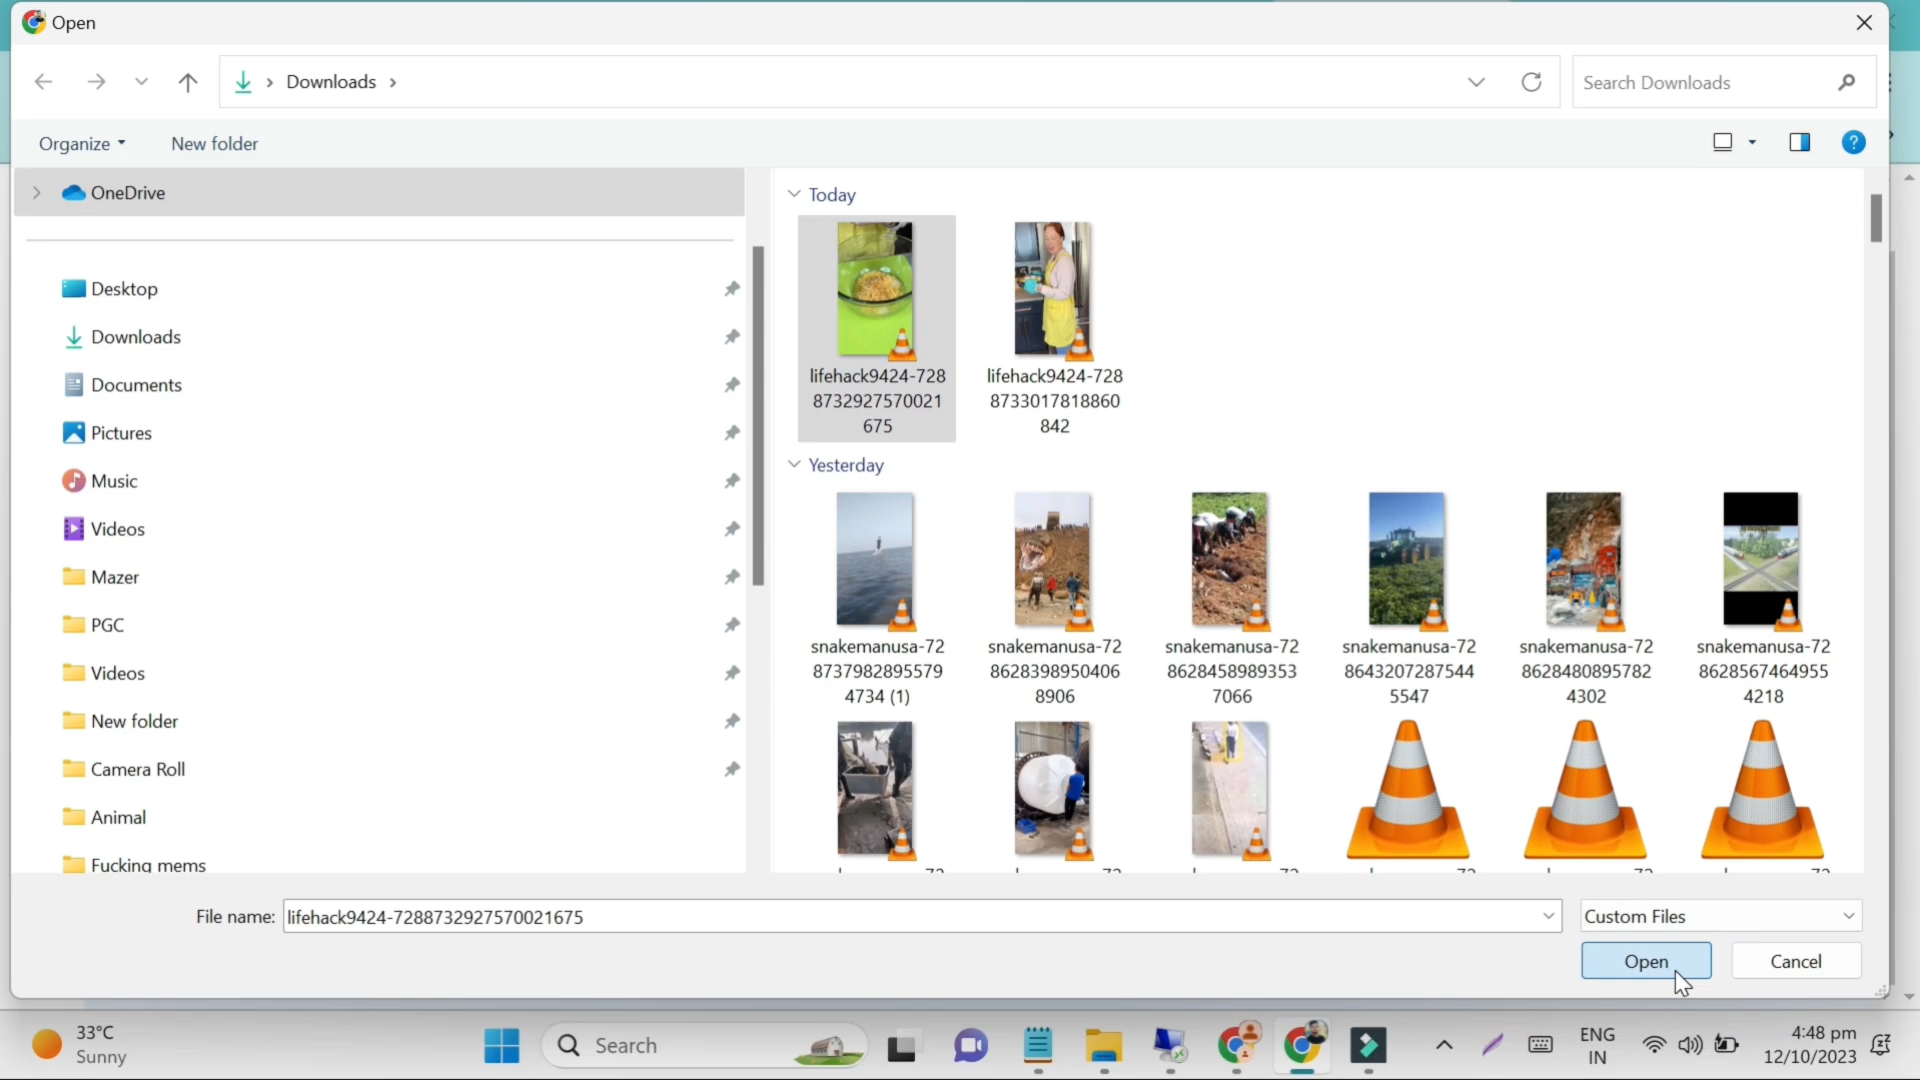 Open
Downloads
Search Downloads
Organize
New folder
OneDrive
Desktop
Downloads
Documents
Pictures
Music
Videos
Mazer
PGC
Videos
New folder
Camera Roll
Animal
Fucking mems
Today
lifehack9424-728
8732927570021
675
lifehack9424-728
8733017818860
842
Yesterday
snakemanusa-72
8737982895579
4734 (1)
snakemanusa-72
8628398950406
8906
snakemanusa-72
8628458989353
7066
snakemanusa-72
8643207287544
5547
snakemanusa-72
8628480895782
4302
snakemanusa-72
8628567464955
4218
File name:
lifehack9424-7288732927570021675
Custom Files
Open
Cancel
33°C
Sunny
Search
ENG
IN
4:48 pm
12/10/2023